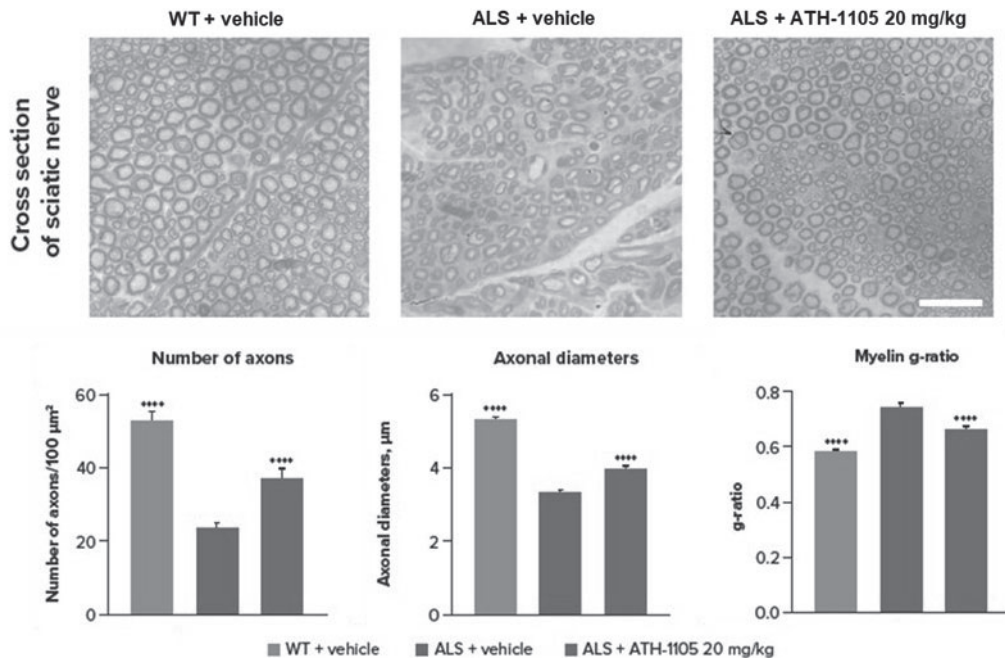 WT + vehicle
ALS + vehicle
ALS + ATH-1105 20 mg/kg
Cross section
of sciatic nerve
Number of axons
Number of axons/100 µm²
60
40
20
0
****
****
Axonal diameters
Axonal diameters, µm
6
4
2
0
****
****
Myelin g-ratio
g-ratio
0.8
0.6
0.4
0.2
0.0
****
****
WT + vehicle ALS + vehicle ALS + ATH-1105 20 mg/kg